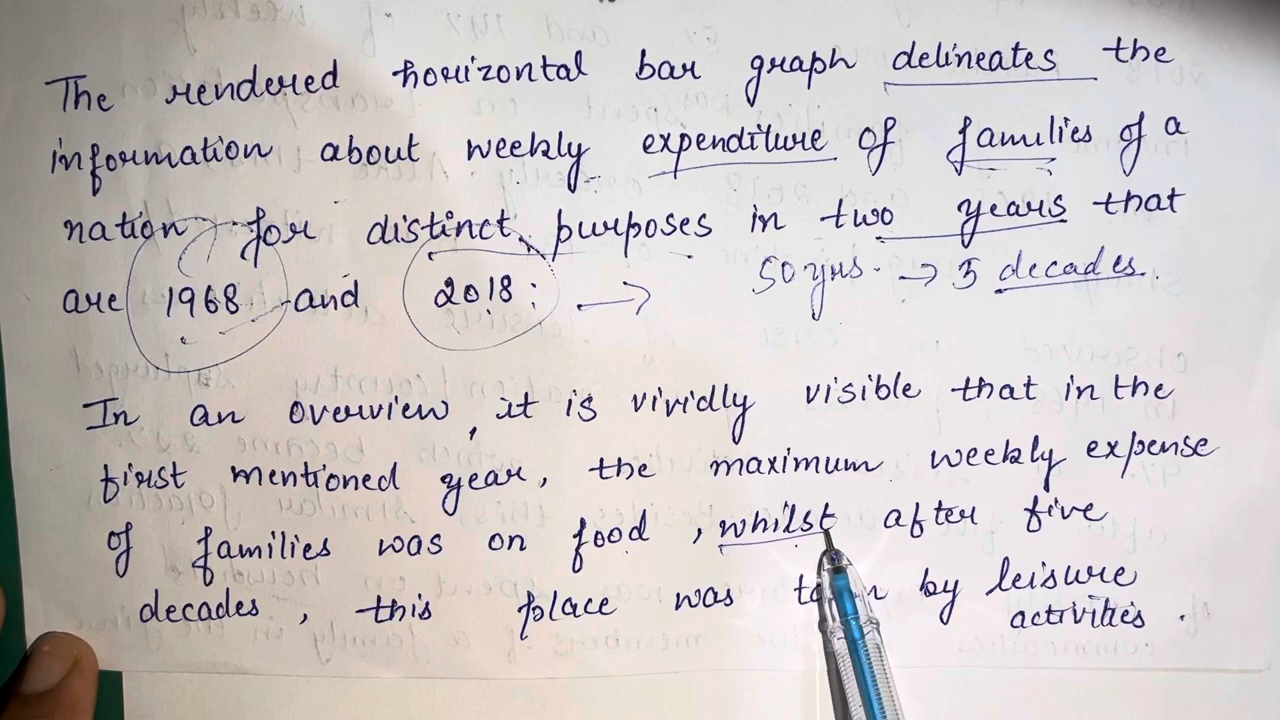 The rendered horizontal bar graph delineates the
information about weekly expenditure of families of a
nation for distinct purposes in two years that
are 1968 and 2018 :
50 yrs. → 5 decades.
In an overview, it is vividly visible that in the
first mentioned year, the maximum weekly expense
of families was on food, whilst after five
decades, this place was by leisure
activities.